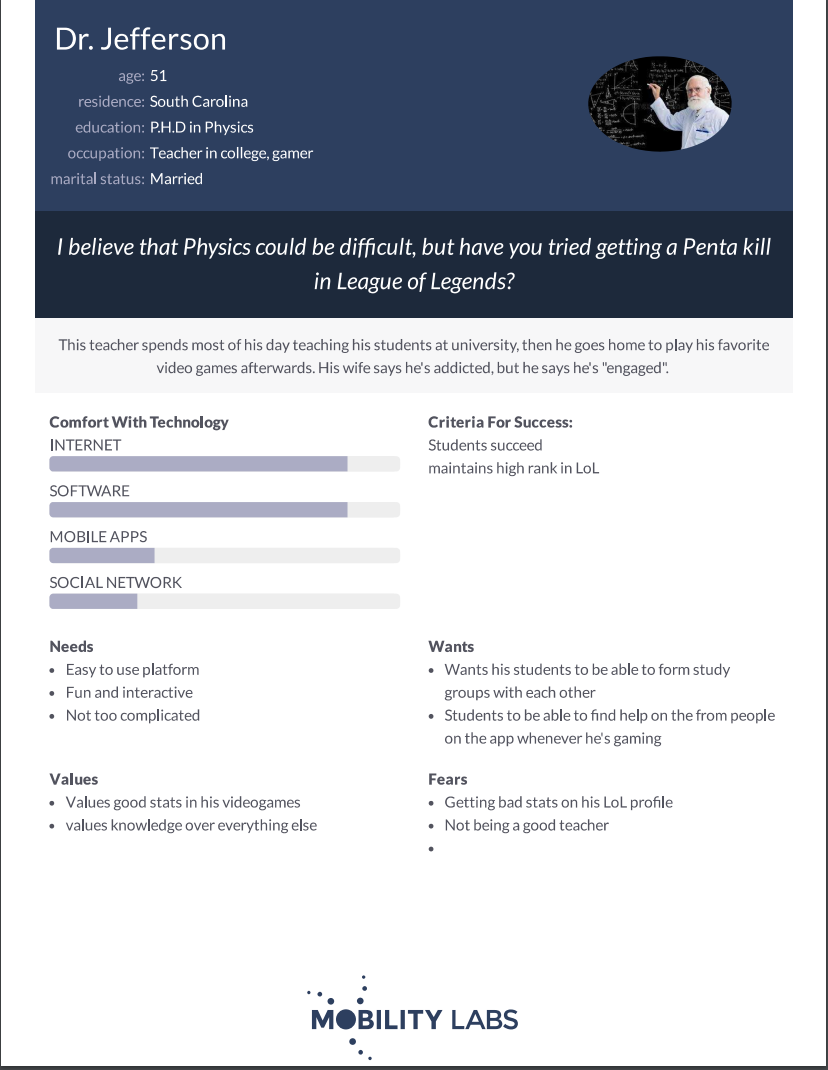 Dr. Jefferson
age: 51
residence: South Carolina
education: P.H.D in Physics
occupation: Teacher in college, gamer
marital status: Married
I believe that Physics could be difficult, but have you tried getting a Penta kill
in League of Legends?
This teacher spends most of his day teaching his students at university, then he goes home to play his favorite
video games afterwards. His wife says he's addicted, but he says he's "engaged".
Comfort With Technology
INTERNET
SOFTWARE
MOBILE APPS
SOCIAL NETWORK
Criteria For Success:
Students succeed
maintains high rank in LoL
Needs
• Easy to use platform
• Fun and interactive
• Not too complicated
Wants
• Wants his students to be able to form study
groups with each other
• Students to be able to find help on the from people
on the app whenever he's gaming
Values
• Values good stats in his videogames
• values knowledge over everything else
Fears
• Getting bad stats on his LoL profile
• Not being a good teacher
•
MOBILITY LABS